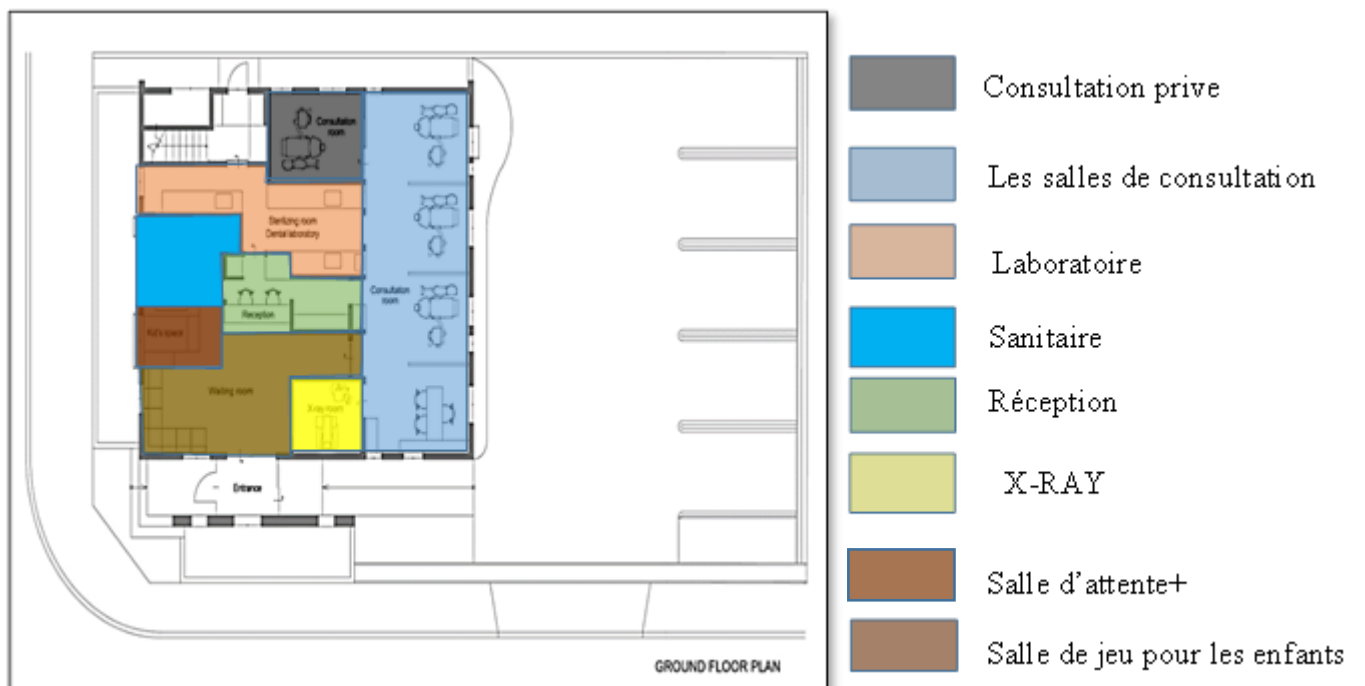 Consultation
room
Sterilizing room
Dental laboratory
Consultation
room
Reception
Kid's space
Waiting room
X-ray room
Entrance
GROUND FLOOR PLAN
Consultation prive
Les salles de consultation
Laboratoire
Sanitaire
Réception
X-RAY
Salle d'attente+
Salle de jeu pour les enfants